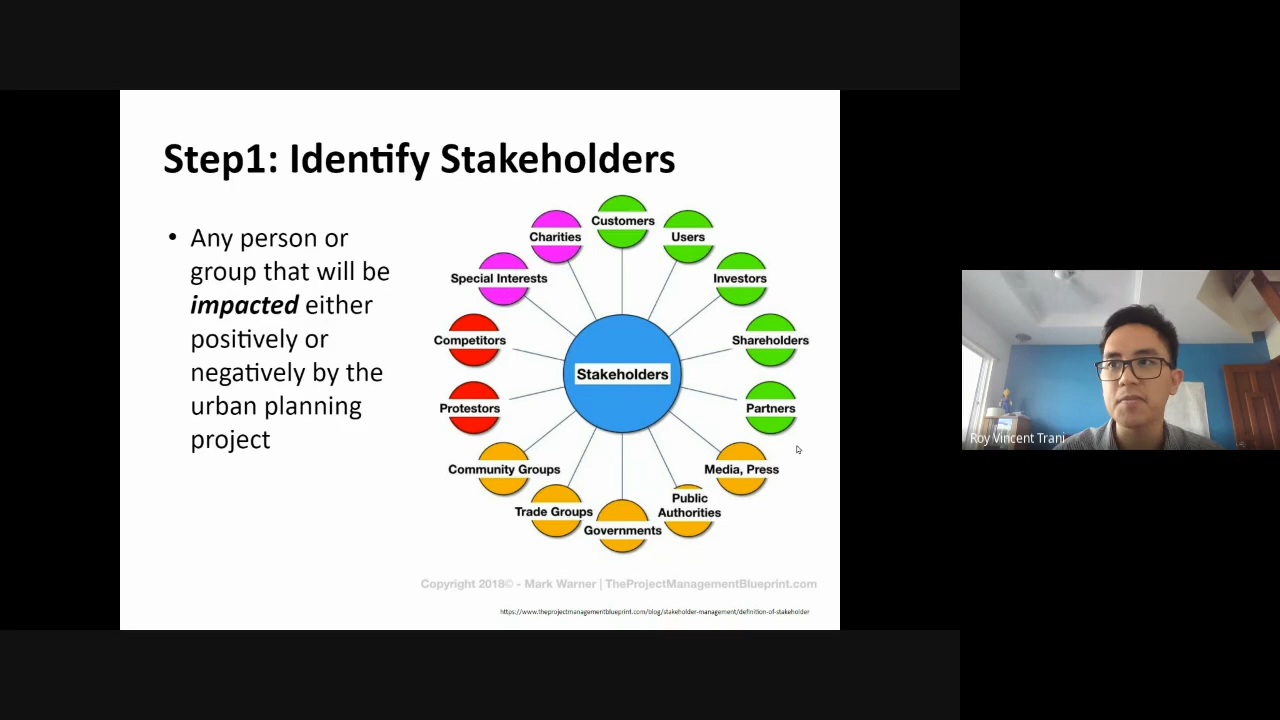 Step1: Identify Stakeholders
• Any person or
group that will be
impacted either
positively or
negatively by the
urban planning
project
Customers
Charities
Users
Special Interests
Investors
Competitors
Shareholders
Stakeholders
Protestors
Partners
Community Groups
Media, Press
Trade Groups
Public
Authorities
Governments
Copyright 2018© - Mark Warner | TheProjectManagementBlueprint.com
https://www.theprojectmanagementblueprint.com/blog/stakeholder-management/definition-of-stakeholder
Roy Vincent Trani